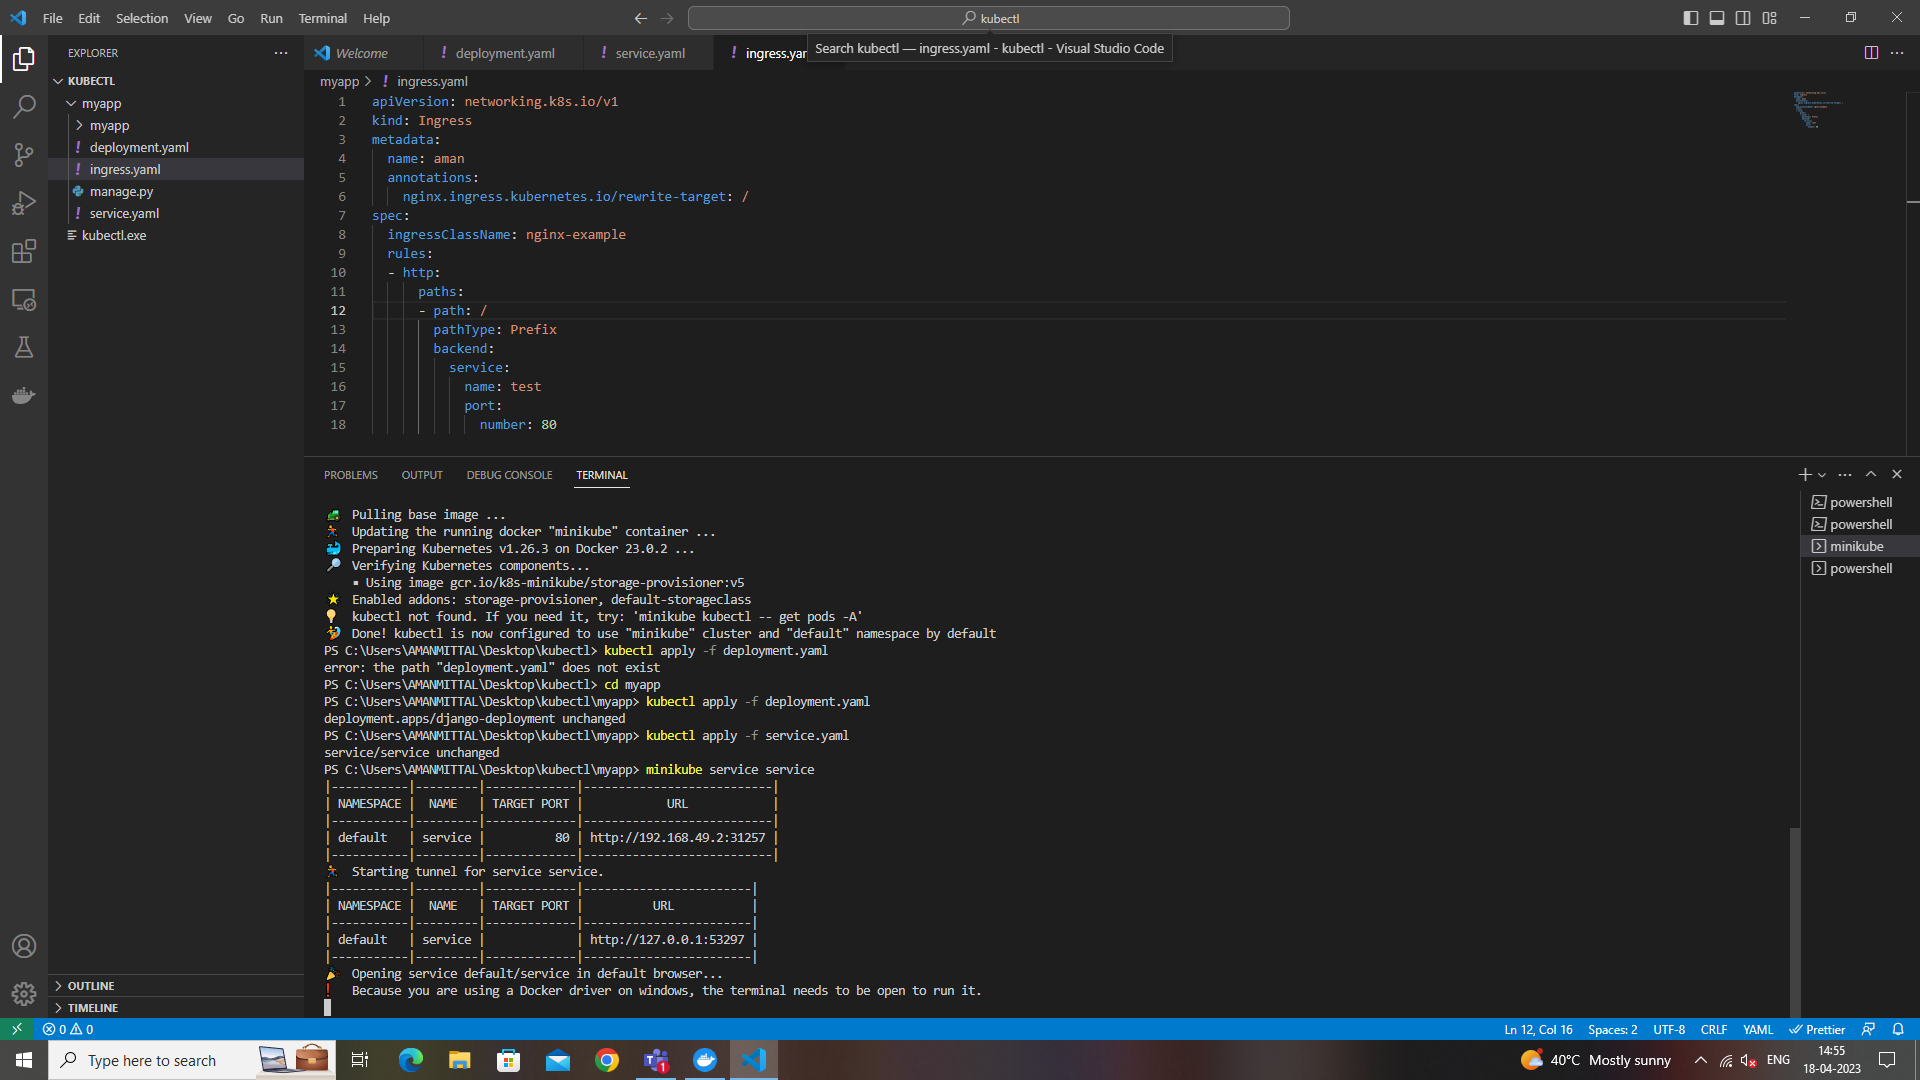 File Edit Selection View Go Run Terminal Help
kubectl
EXPLORER
Welcome
deployment.yaml
service.yaml
ingress.yam
Search kubectl — ingress.yaml - kubectl - Visual Studio Code
KUBECTL
myapp
myapp
deployment.yaml
ingress.yaml
manage.py
service.yaml
kubectl.exe
myapp > ! ingress.yaml
1 apiVersion: networking.k8s.io/v1
2 kind: Ingress
3 metadata:
4 name: aman
5 annotations:
6 nginx.ingress.kubernetes.io/rewrite-target: /
7 spec:
8 ingressClassName: nginx-example
9 rules:
10 - http:
11 paths:
12 - path: /
13 pathType: Prefix
14 backend:
15 service:
16 name: test
17 port:
18 number: 80
PROBLEMS OUTPUT DEBUG CONSOLE TERMINAL
powershell
powershell
minikube
powershell
Pulling base image ...
Updating the running docker "minikube" container ...
Preparing Kubernetes v1.26.3 on Docker 23.0.2 ...
Verifying Kubernetes components...
▪ Using image gcr.io/k8s-minikube/storage-provisioner:v5
Enabled addons: storage-provisioner, default-storageclass
kubectl not found. If you need it, try: 'minikube kubectl -- get pods -A'
Done! kubectl is now configured to use "minikube" cluster and "default" namespace by default
PS C:\Users\AMANMITTAL\Desktop\kubectl> kubectl apply -f deployment.yaml
error: the path "deployment.yaml" does not exist
PS C:\Users\AMANMITTAL\Desktop\kubectl> cd myapp
PS C:\Users\AMANMITTAL\Desktop\kubectl\myapp> kubectl apply -f deployment.yaml
deployment.apps/django-deployment unchanged
PS C:\Users\AMANMITTAL\Desktop\kubectl\myapp> kubectl apply -f service.yaml
service/service unchanged
PS C:\Users\AMANMITTAL\Desktop\kubectl\myapp> minikube service service
|-----------|---------|-------------|---------------------------|
| NAMESPACE | NAME | TARGET PORT | URL |
|-----------|---------|-------------|---------------------------|
| default | service | 80 | http://192.168.49.2:31257 |
|-----------|---------|-------------|---------------------------|
Starting tunnel for service service.
|-----------|---------|-------------|------------------------|
| NAMESPACE | NAME | TARGET PORT | URL |
|-----------|---------|-------------|------------------------|
| default | service | | http://127.0.0.1:53297 |
|-----------|---------|-------------|------------------------|
Opening service default/service in default browser...
❗ Because you are using a Docker driver on windows, the terminal needs to be open to run it.
OUTLINE
TIMELINE
0 0
Ln 12, Col 16 Spaces: 2 UTF-8 CRLF YAML Prettier
Type here to search
1
40°C Mostly sunny
ENG
14:55
18-04-2023